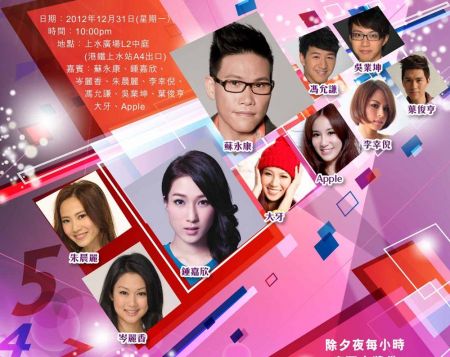 日期：2012年12月31日(星期一)
時間：10:00pm
地點：上水廣場L2中庭
(港鐵上水站A4出口)
嘉賓：蘇永康、鍾嘉欣、
岑麗香、朱晨麗、李幸倪、
馮允謙、吳業坤、葉俊亨
大牙、Apple
吳業坤
馮允謙
葉俊亨
蘇永康
李幸倪
Apple
大牙
朱晨麗
鍾嘉欣
岑麗香
5
4
除夕夜每小時